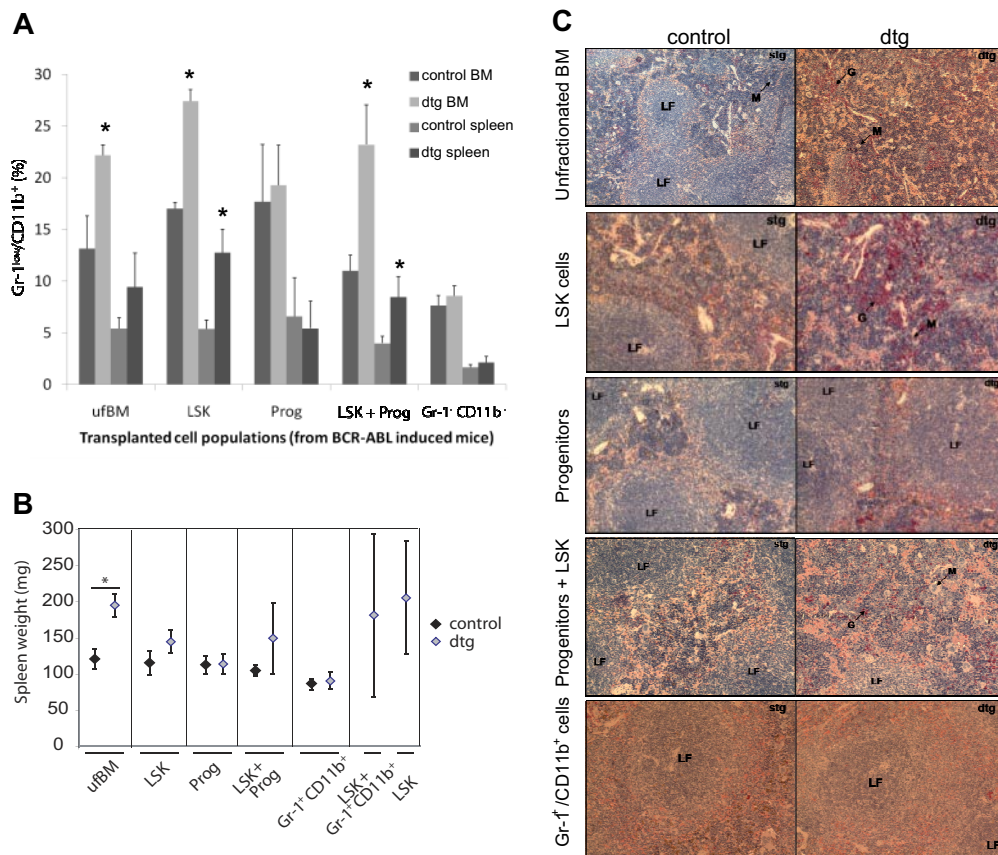 A
Gr-1low/CD11b+ (%)
30
25
20
15
10
5
0
* * * * *
control BM
dtg BM
control spleen
dtg spleen
ufBM LSK Prog LSK + Prog Gr-1- CD11b-
Transplanted cell populations (from BCR-ABL induced mice)
B
Spleen weight (mg)
300
250
200
150
100
50
0
*
control
dtg
ufBM
LSK
Prog
LSK+
Prog
Gr-1+ CD11b+
LSK+
Gr-1+CD11b+
LSK
C
control dtg
Unfractionated BM
stg
LF
M
LF
dtg
G
M
LSK cells
stg
LF
LF
dtg
G
M
Progenitors
stg
LF
LF
LF
dtg
LF
LF
Progenitors + LSK
stg
LF
LF
LF
dtg
M
G
LF
Gr-1+/CD11b+ cells
stg
LF
dtg
LF
LF